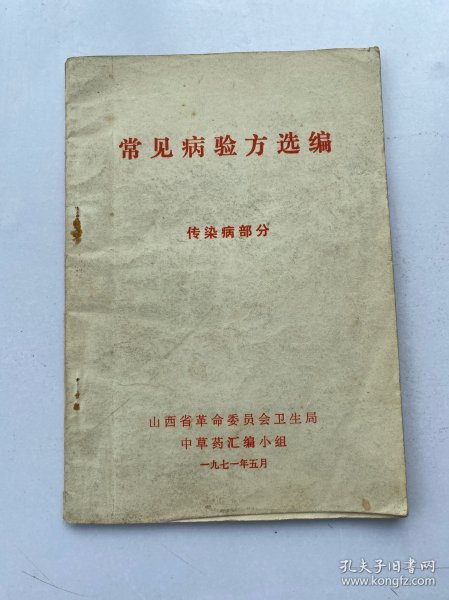 常见病验方选编
传染病部分
山西省革命委员会卫生局
中草药汇编小组
一九七一年五月
孔夫子旧书网
www.kongfz.com